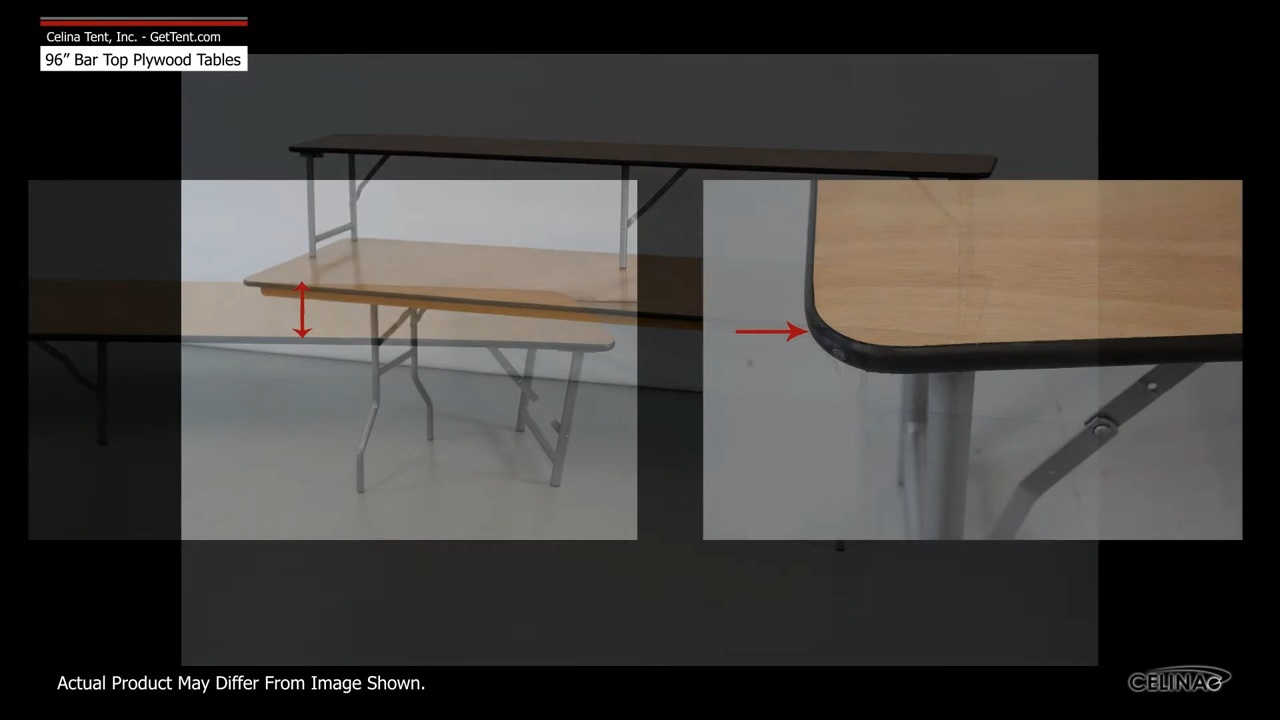 Celina Tent, Inc. - GetTent.com
96” Bar Top Plywood Tables
Actual Product May Differ From Image Shown.
CELINA